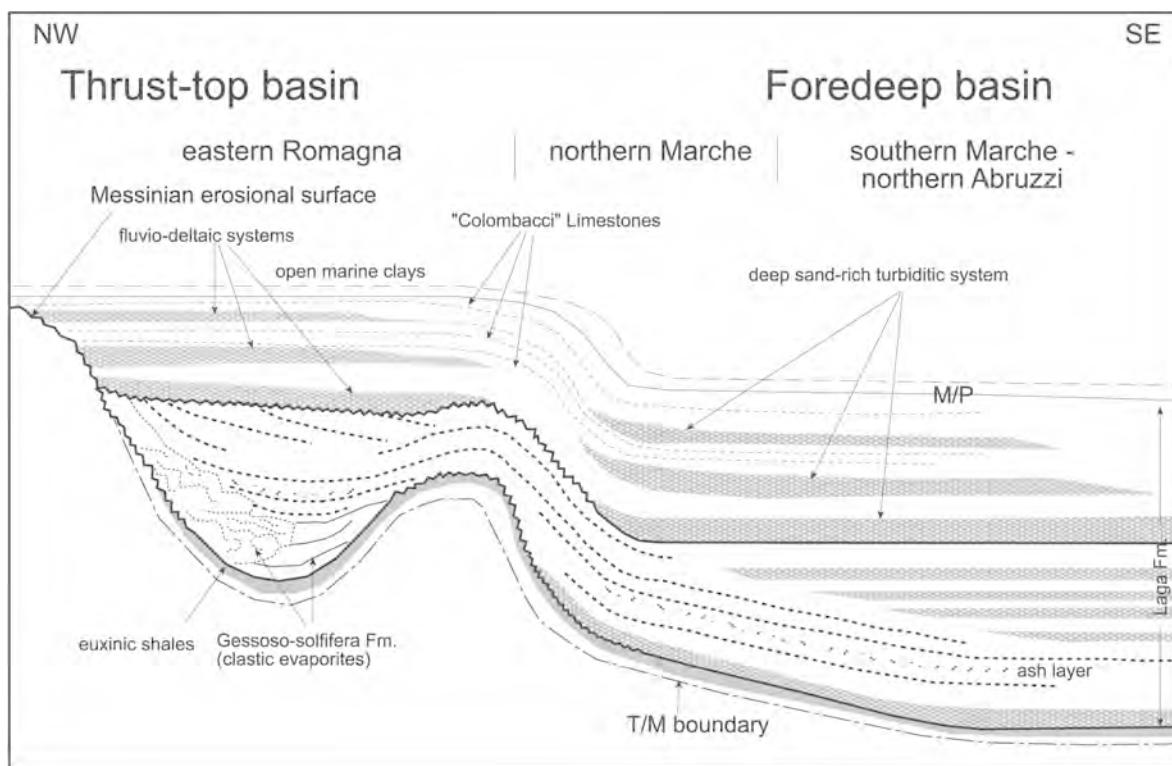 NW
SE
Thrust-top basin
Foredeep basin
eastern Romagna
northern Marche
southern Marche -
northern Abruzzi
Messinian erosional surface
fluvio-deltaic systems
"Colombacci" Limestones
open marine clays
deep sand-rich turbiditic system
M/P
Laga Fm.
euxinic shales
Gessoso-solfifera Fm.
(clastic evaporites)
ash layer
T/M boundary